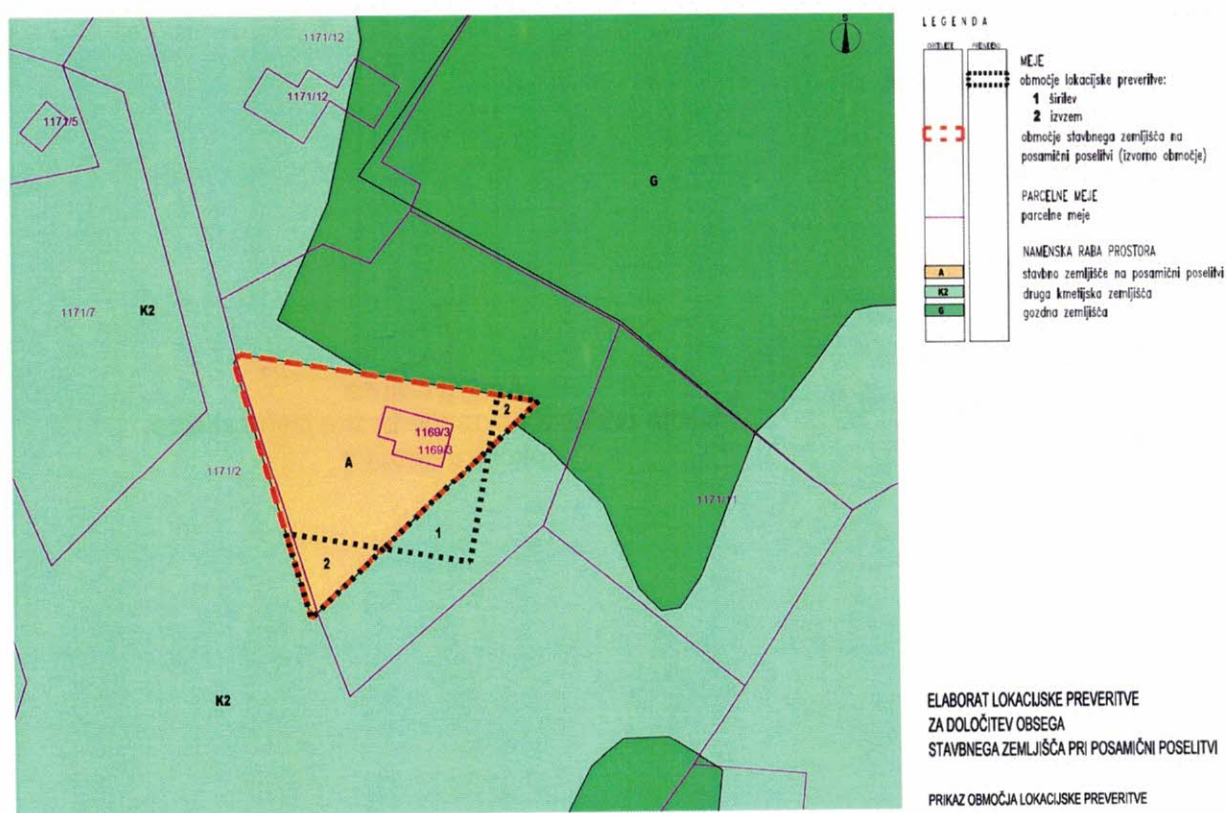 1171/12
S
1171/12
1171/5
G
1171/7
K2
2
1169/3
1169/3
A
1171/2
1171/11
1
2
K2
LEGENDA
MEJE
območje lokacijske preveritve:
1 širitev
2 izvzem
območje stavbnega zemljišča na
posamični poselitvi (izvorno območje)
PARCELNE MEJE
parcelne meje
NAMENSKA RABA PROSTORA
A stavbno zemljišče na posamični poselitvi
K2 druga kmetijska zemljišča
G gozdna zemljišča
ELABORAT LOKACIJSKE PREVERITVE
ZA DOLOČITEV OBSEGA
STAVBNEGA ZEMLJIŠČA PRI POSAMIČNI POSELITVI
PRIKAZ OBMOČJA LOKACIJSKE PREVERITVE